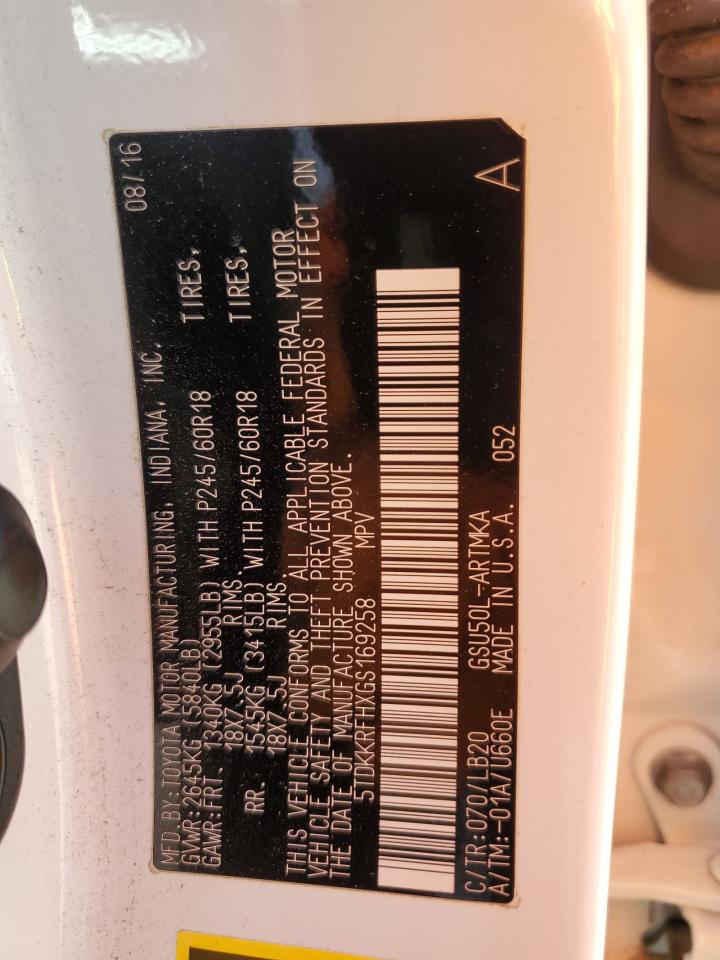 MFD. BY: TOYOTA MOTOR MANUFACTURING, INDIANA, INC. 08/16
GVWR: 2645KG (5840LB)
GAWR: FRT. 1340KG (2955LB) WITH P245/60R18 TIRES,
18X7.5J RIMS
RR. 1545KG (3415LB) WITH P245/60R18 TIRES,
18X7.5J RIMS
THIS VEHICLE CONFORMS TO ALL APPLICABLE FEDERAL MOTOR
VEHICLE SAFETY AND THEFT PREVENTION STANDARDS IN EFFECT ON
THE DATE OF MANUFACTURE SHOWN ABOVE.
5TDKKRFHXGS169258 MPV
C/TR: 070/LB20 GSU50L-ARTMKA
A/TM: -01A/U660E MADE IN U.S.A. 052 A